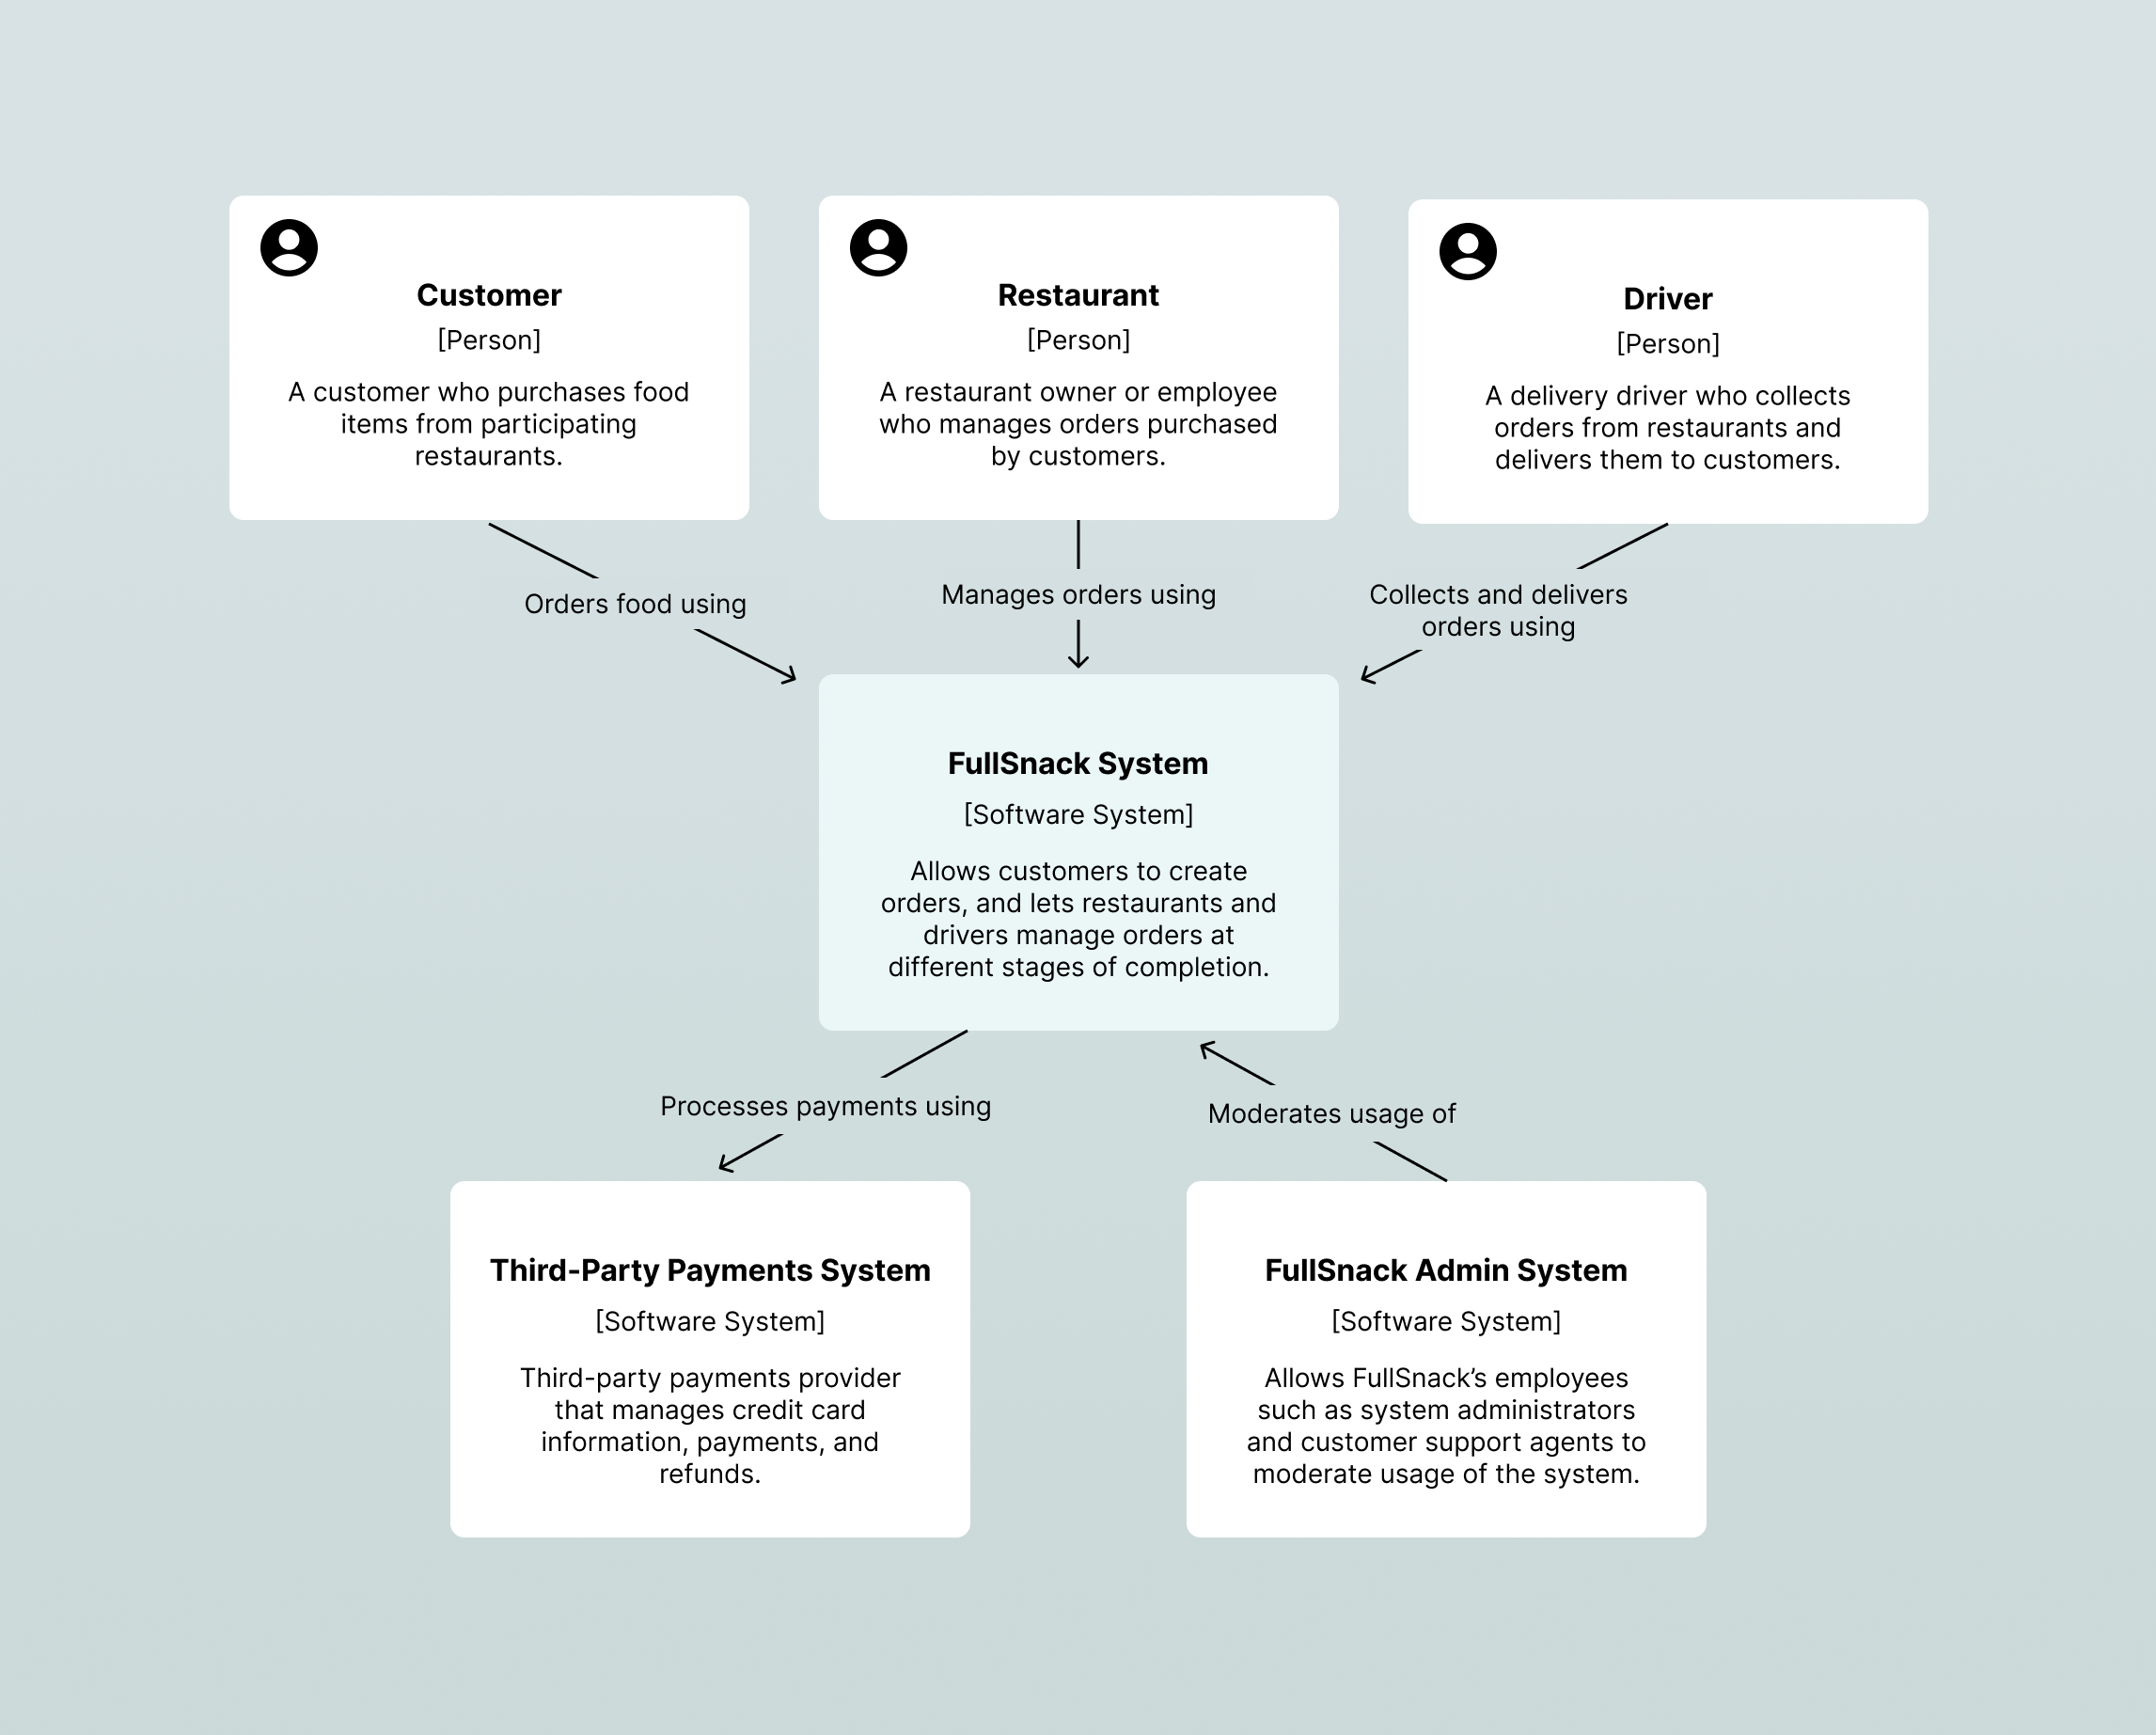 Customer
[Person]
A customer who purchases food
items from participating
restaurants.
Restaurant
[Person]
A restaurant owner or employee
who manages orders purchased
by customers.
Driver
[Person]
A delivery driver who collects
orders from restaurants and
delivers them to customers.
Orders food using
Manages orders using
Collects and delivers
orders using
FullSnack System
[Software System]
Allows customers to create
orders, and lets restaurants and
drivers manage orders at
different stages of completion.
Processes payments using
Moderates usage of
Third-Party Payments System
[Software System]
Third-party payments provider
that manages credit card
information, payments, and
refunds.
FullSnack Admin System
[Software System]
Allows FullSnack’s employees
such as system administrators
and customer support agents to
moderate usage of the system.